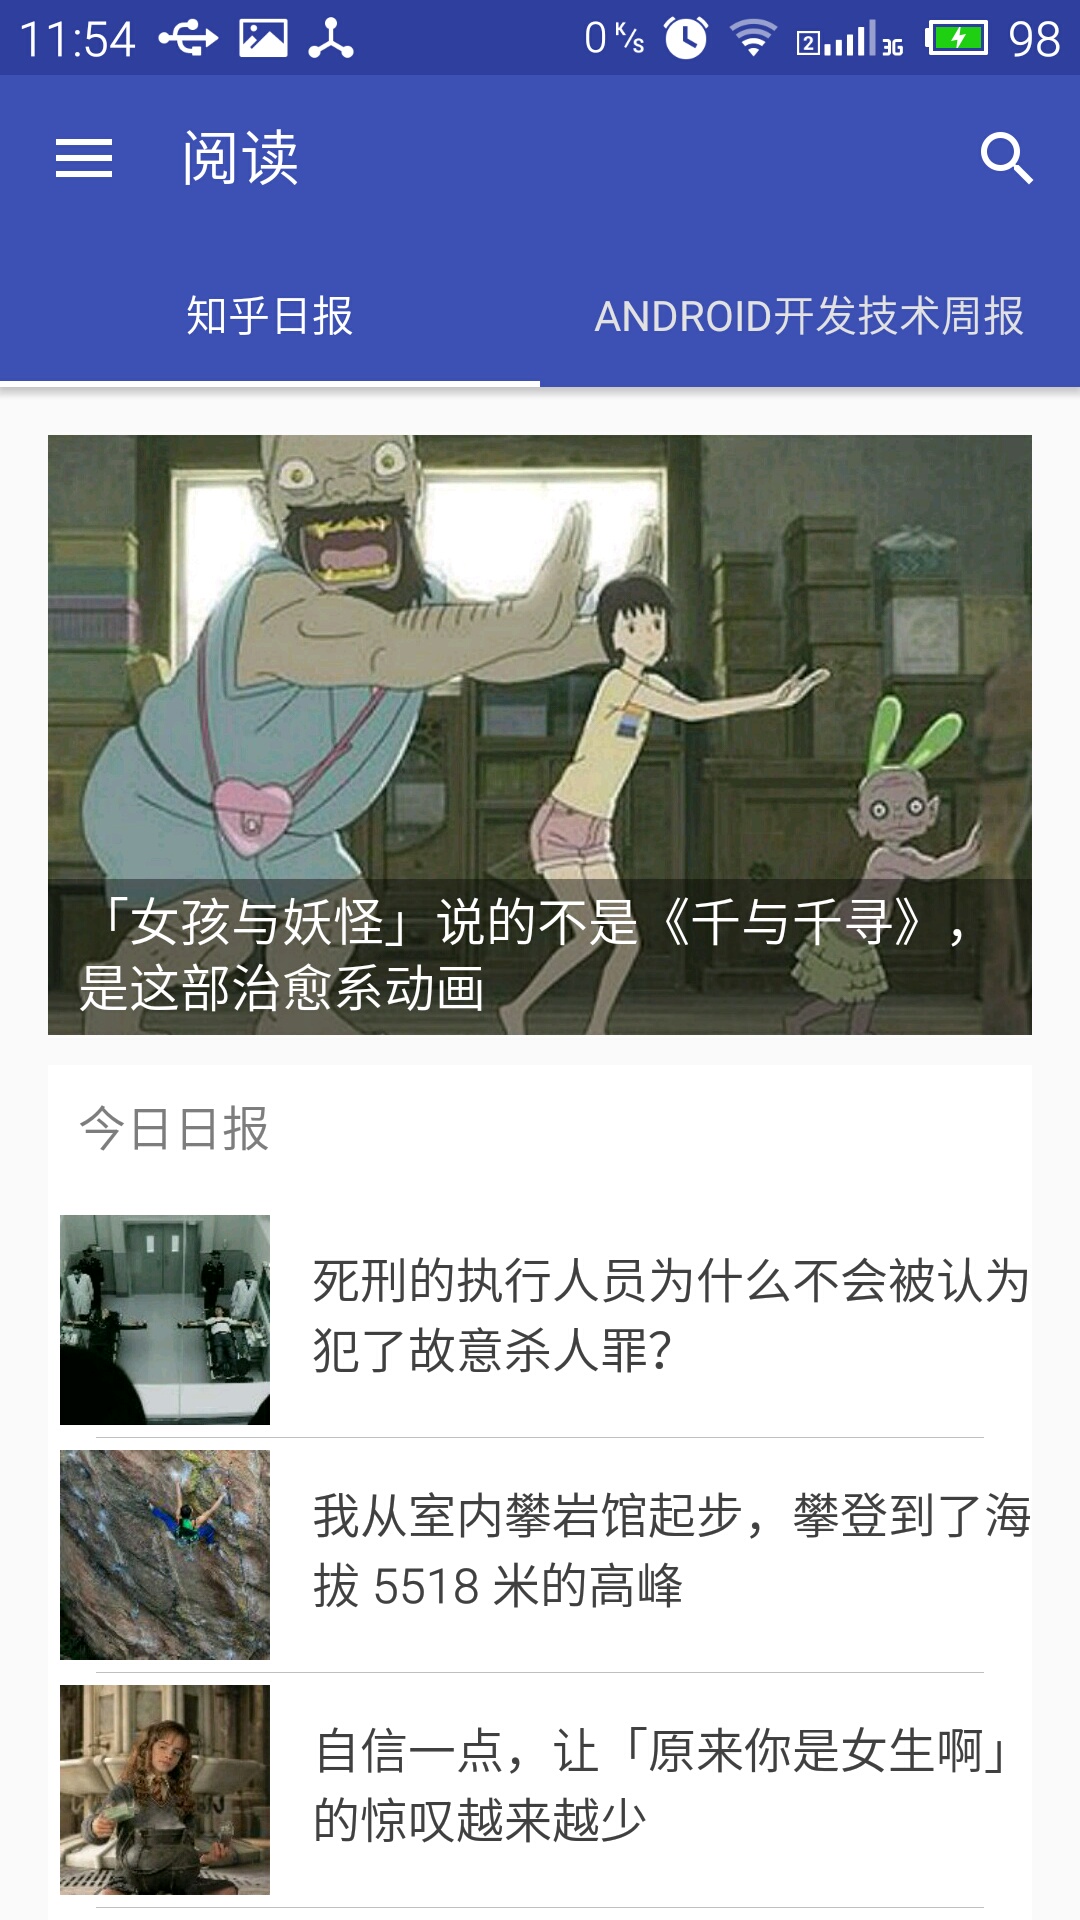 11:54
0 K/s
2
3G
98
阅读
知乎日报
ANDROID开发技术周报
「女孩与妖怪」说的不是《千与千寻》，
是这部治愈系动画
今日日报
死刑的执行人员为什么不会被认为
犯了故意杀人罪？
我从室内攀岩馆起步，攀登到了海
拔 5518 米的高峰
自信一点，让「原来你是女生啊」
的惊叹越来越少